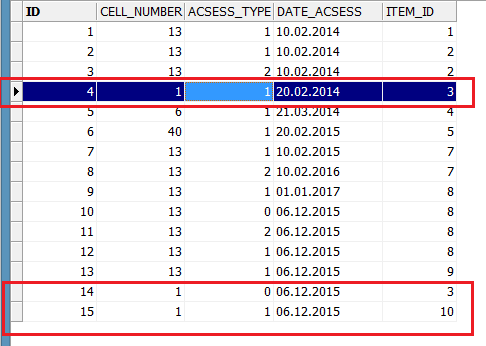 ID CELL_NUMBER ACSESS_TYPE DATE_ACSESS ITEM_ID
1 13 1 10.02.2014 1
2 13 1 10.02.2014 2
3 13 2 10.02.2014 2
4 1 1 20.02.2014 3
5 6 1 21.03.2014 4
6 40 1 20.02.2015 5
7 13 1 10.02.2015 7
8 13 2 10.02.2016 7
9 13 1 01.01.2017 8
10 13 0 06.12.2015 8
11 13 2 06.12.2015 8
12 13 1 06.12.2015 8
13 13 1 06.12.2015 9
14 1 0 06.12.2015 3
15 1 1 06.12.2015 10